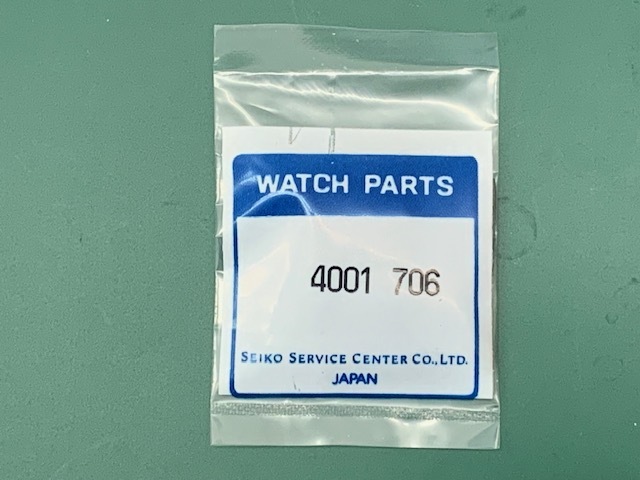 WATCH PARTS
4001 706
SEIKO SERVICE CENTER CO., LTD.
JAPAN